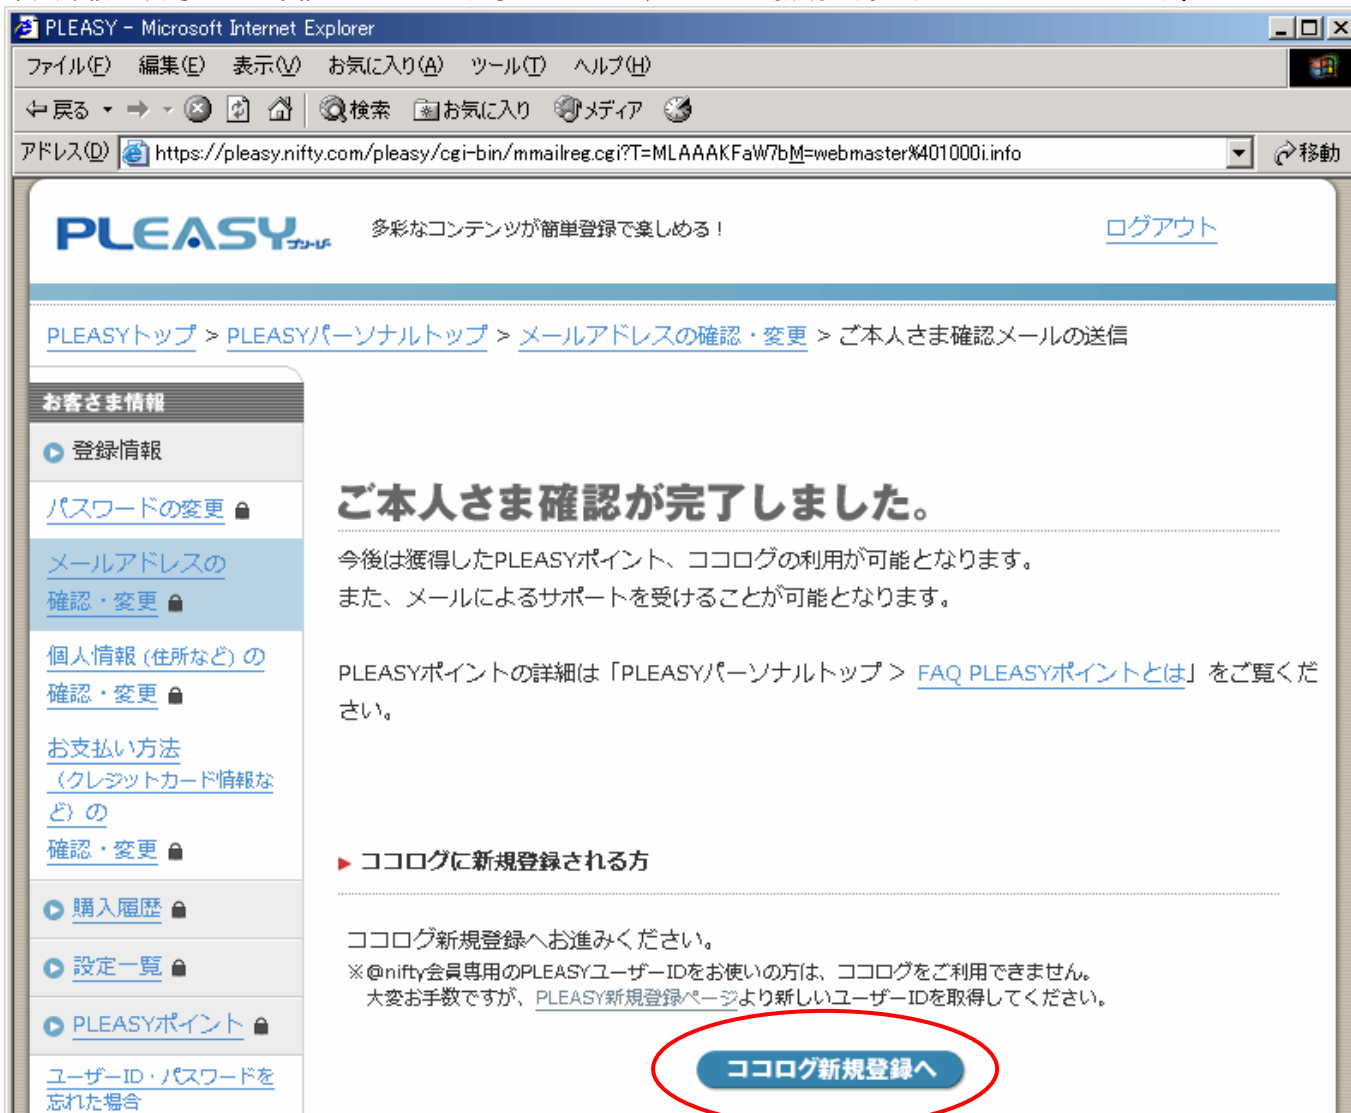 PLEASY - Microsoft Internet Explorer
ファイル(F) 編集(E) 表示(V) お気に入り(A) ツール(T) ヘルプ(H)
戻る 検索 お気に入り メディア
アドレス(D) https://pleasy.nifty.com/pleasy/cgi-bin/mmailreg.cgi?T=MLAAAKFaW7bM=webmaster%401000i.info 移動
PLEASY プリーザ 多彩なコンテンツが簡単登録で楽しめる！ ログアウト
PLEASYトップ > PLEASYパーソナルトップ > メールアドレスの確認・変更 > ご本人さま確認メールの送信
お客さま情報
登録情報
パスワードの変更
メールアドレスの
確認・変更
個人情報 (住所など) の
確認・変更
お支払い方法
（クレジットカード情報な
ど）の
確認・変更
購入履歴
設定一覧
PLEASYポイント
ユーザーID・パスワードを
忘れた場合
ご本人さま確認が完了しました。
今後は獲得したPLEASYポイント、ココログの利用が可能となります。
また、メールによるサポートを受けることが可能となります。
PLEASYポイントの詳細は「PLEASYパーソナルトップ > FAQ PLEASYポイントとは」をご覧くだ
さい。
ココログに新規登録される方
ココログ新規登録へお進みください。
※@nifty会員専用のPLEASYユーザーIDをお使いの方は、ココログをご利用できません。
大変お手数ですが、PLEASY新規登録ページより新しいユーザーIDを取得してください。
ココログ新規登録へ